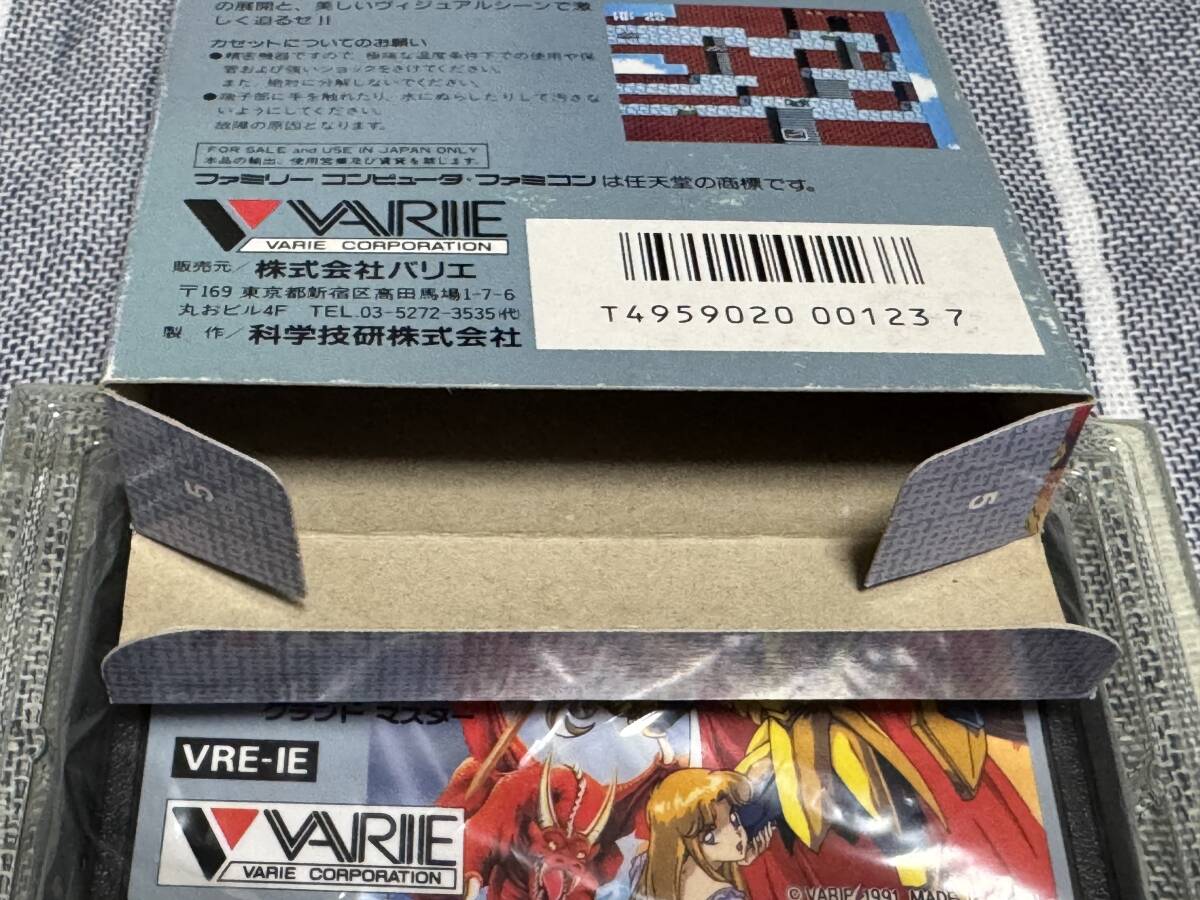 の展開と、美しいヴィジュアルシーンで激
しく迫るゼ!!
カセットについてのお願い
●精密機器ですので、極端な温度条件下での使用や保
管および強いショックをさけてください。
また、絶対に分解しないでください。
●端子部に手を触れたり、水にぬらしたりして汚さな
いようにしてください。
故障の原因となります。
FOR SALE and USE IN JAPAN ONLY
本品の輸出、使用営業及び賃貸を禁じます。
ファミリーコンピュータ・ファミコンは任天堂の商標です。
VARIE
VARIE CORPORATION
販売元/株式会社バリエ
〒169 東京都新宿区高田馬場1-7-6
丸おビル4F TEL.03-5272-3535(代)
製 作/科学技研株式会社
T4959020 00123 7
5
5
グランド マスター
VRE-IE
VARIE
VARIE CORPORATION
© VARIE 1991 MADE